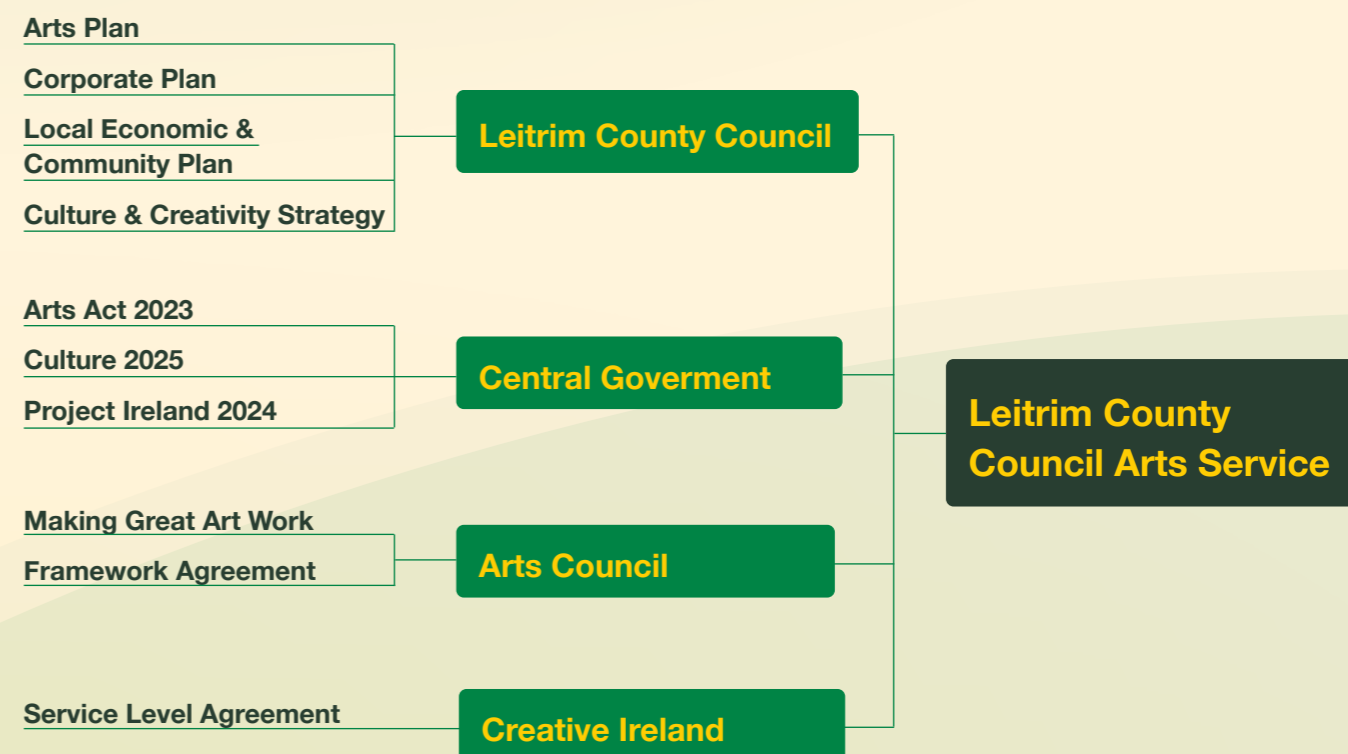 Arts Plan
Corporate Plan
Local Economic &
Community Plan
Culture & Creativity Strategy
Leitrim County Council
Arts Act 2023
Culture 2025
Project Ireland 2024
Central Goverment
Making Great Art Work
Framework Agreement
Arts Council
Service Level Agreement
Creative Ireland
Leitrim County
Council Arts Service